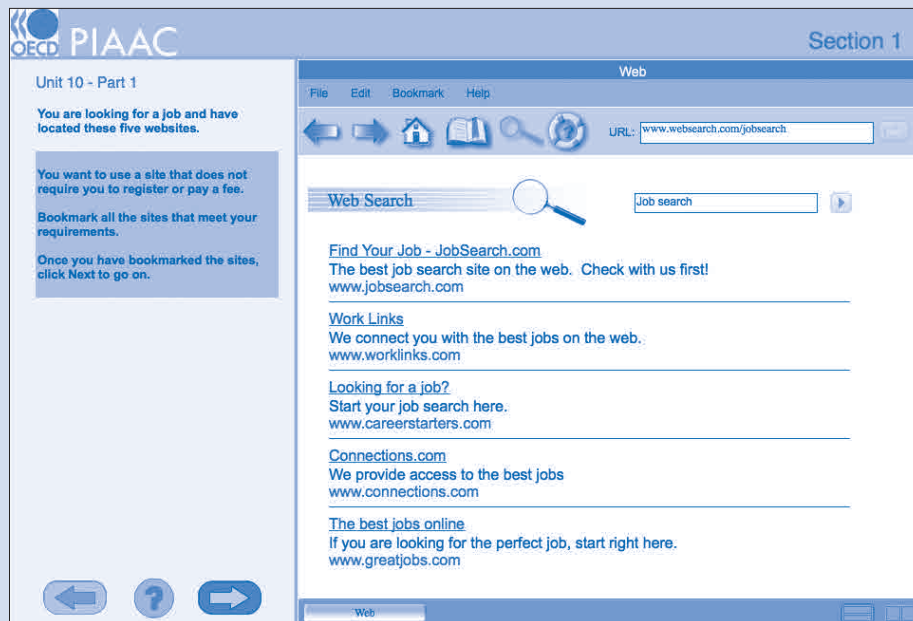 OECD PIAAC
Section 1
Unit 10 - Part 1
You are looking for a job and have
located these five websites.
You want to use a site that does not
require you to register or pay a fee.
Bookmark all the sites that meet your
requirements.
Once you have bookmarked the sites,
click Next to go on.
Web
File Edit Bookmark Help
URL: www.websearch.com/jobsearch
Web Search
Job search
Find Your Job - JobSearch.com
The best job search site on the web. Check with us first!
www.jobsearch.com
Work Links
We connect you with the best jobs on the web.
www.worklinks.com
Looking for a job?
Start your job search here.
www.careerstarters.com
Connections.com
We provide access to the best jobs
www.connections.com
The best jobs online
If you are looking for the perfect job, start right here.
www.greatjobs.com
?
Web